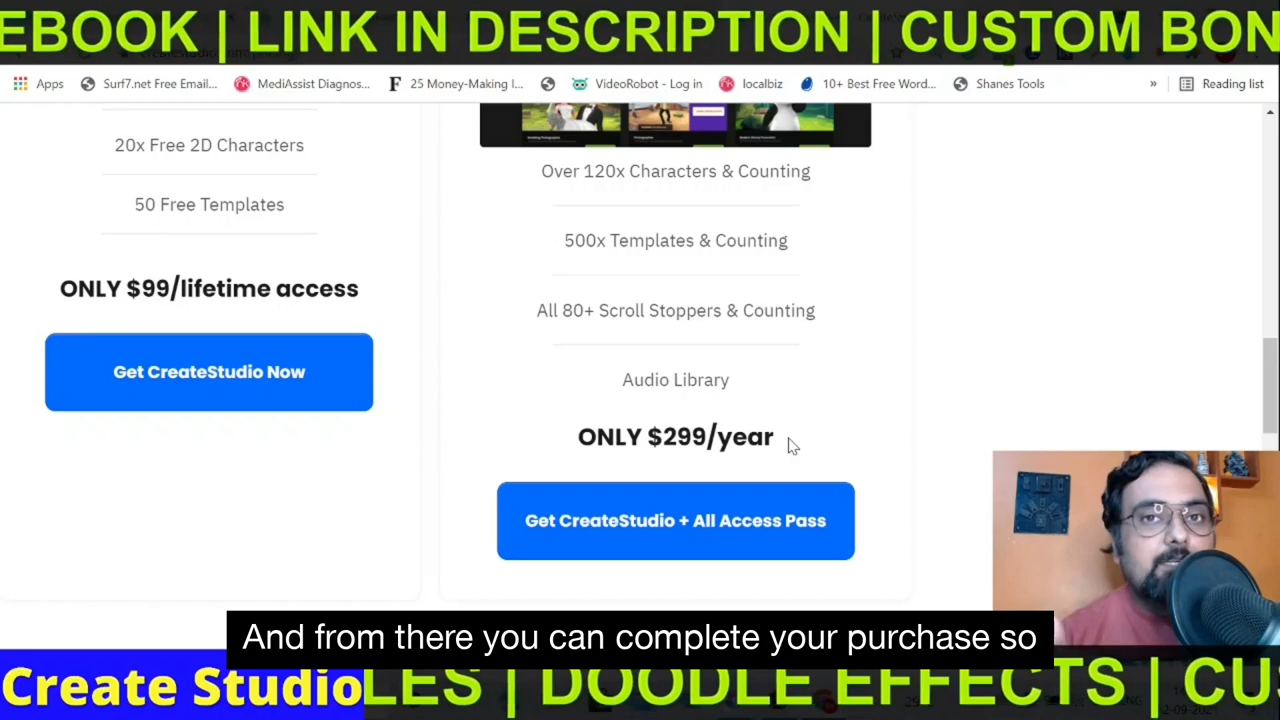 EBOOK | LINK IN DESCRIPTION | CUSTOM BON
Apps
Surf7.net Free Email...
MediAssist Diagnos...
25 Money-Making I...
VideoRobot - Log in
localbiz
10+ Best Free Word...
Shanes Tools
»
Reading list
20x Free 2D Characters
50 Free Templates
ONLY $99/lifetime access
Get CreateStudio Now
Over 120x Characters & Counting
500x Templates & Counting
All 80+ Scroll Stoppers & Counting
Audio Library
ONLY $299/year
Get CreateStudio + All Access Pass
And from there you can complete your purchase so
Create Studio
LES | DOODLE EFFECTS | CUS